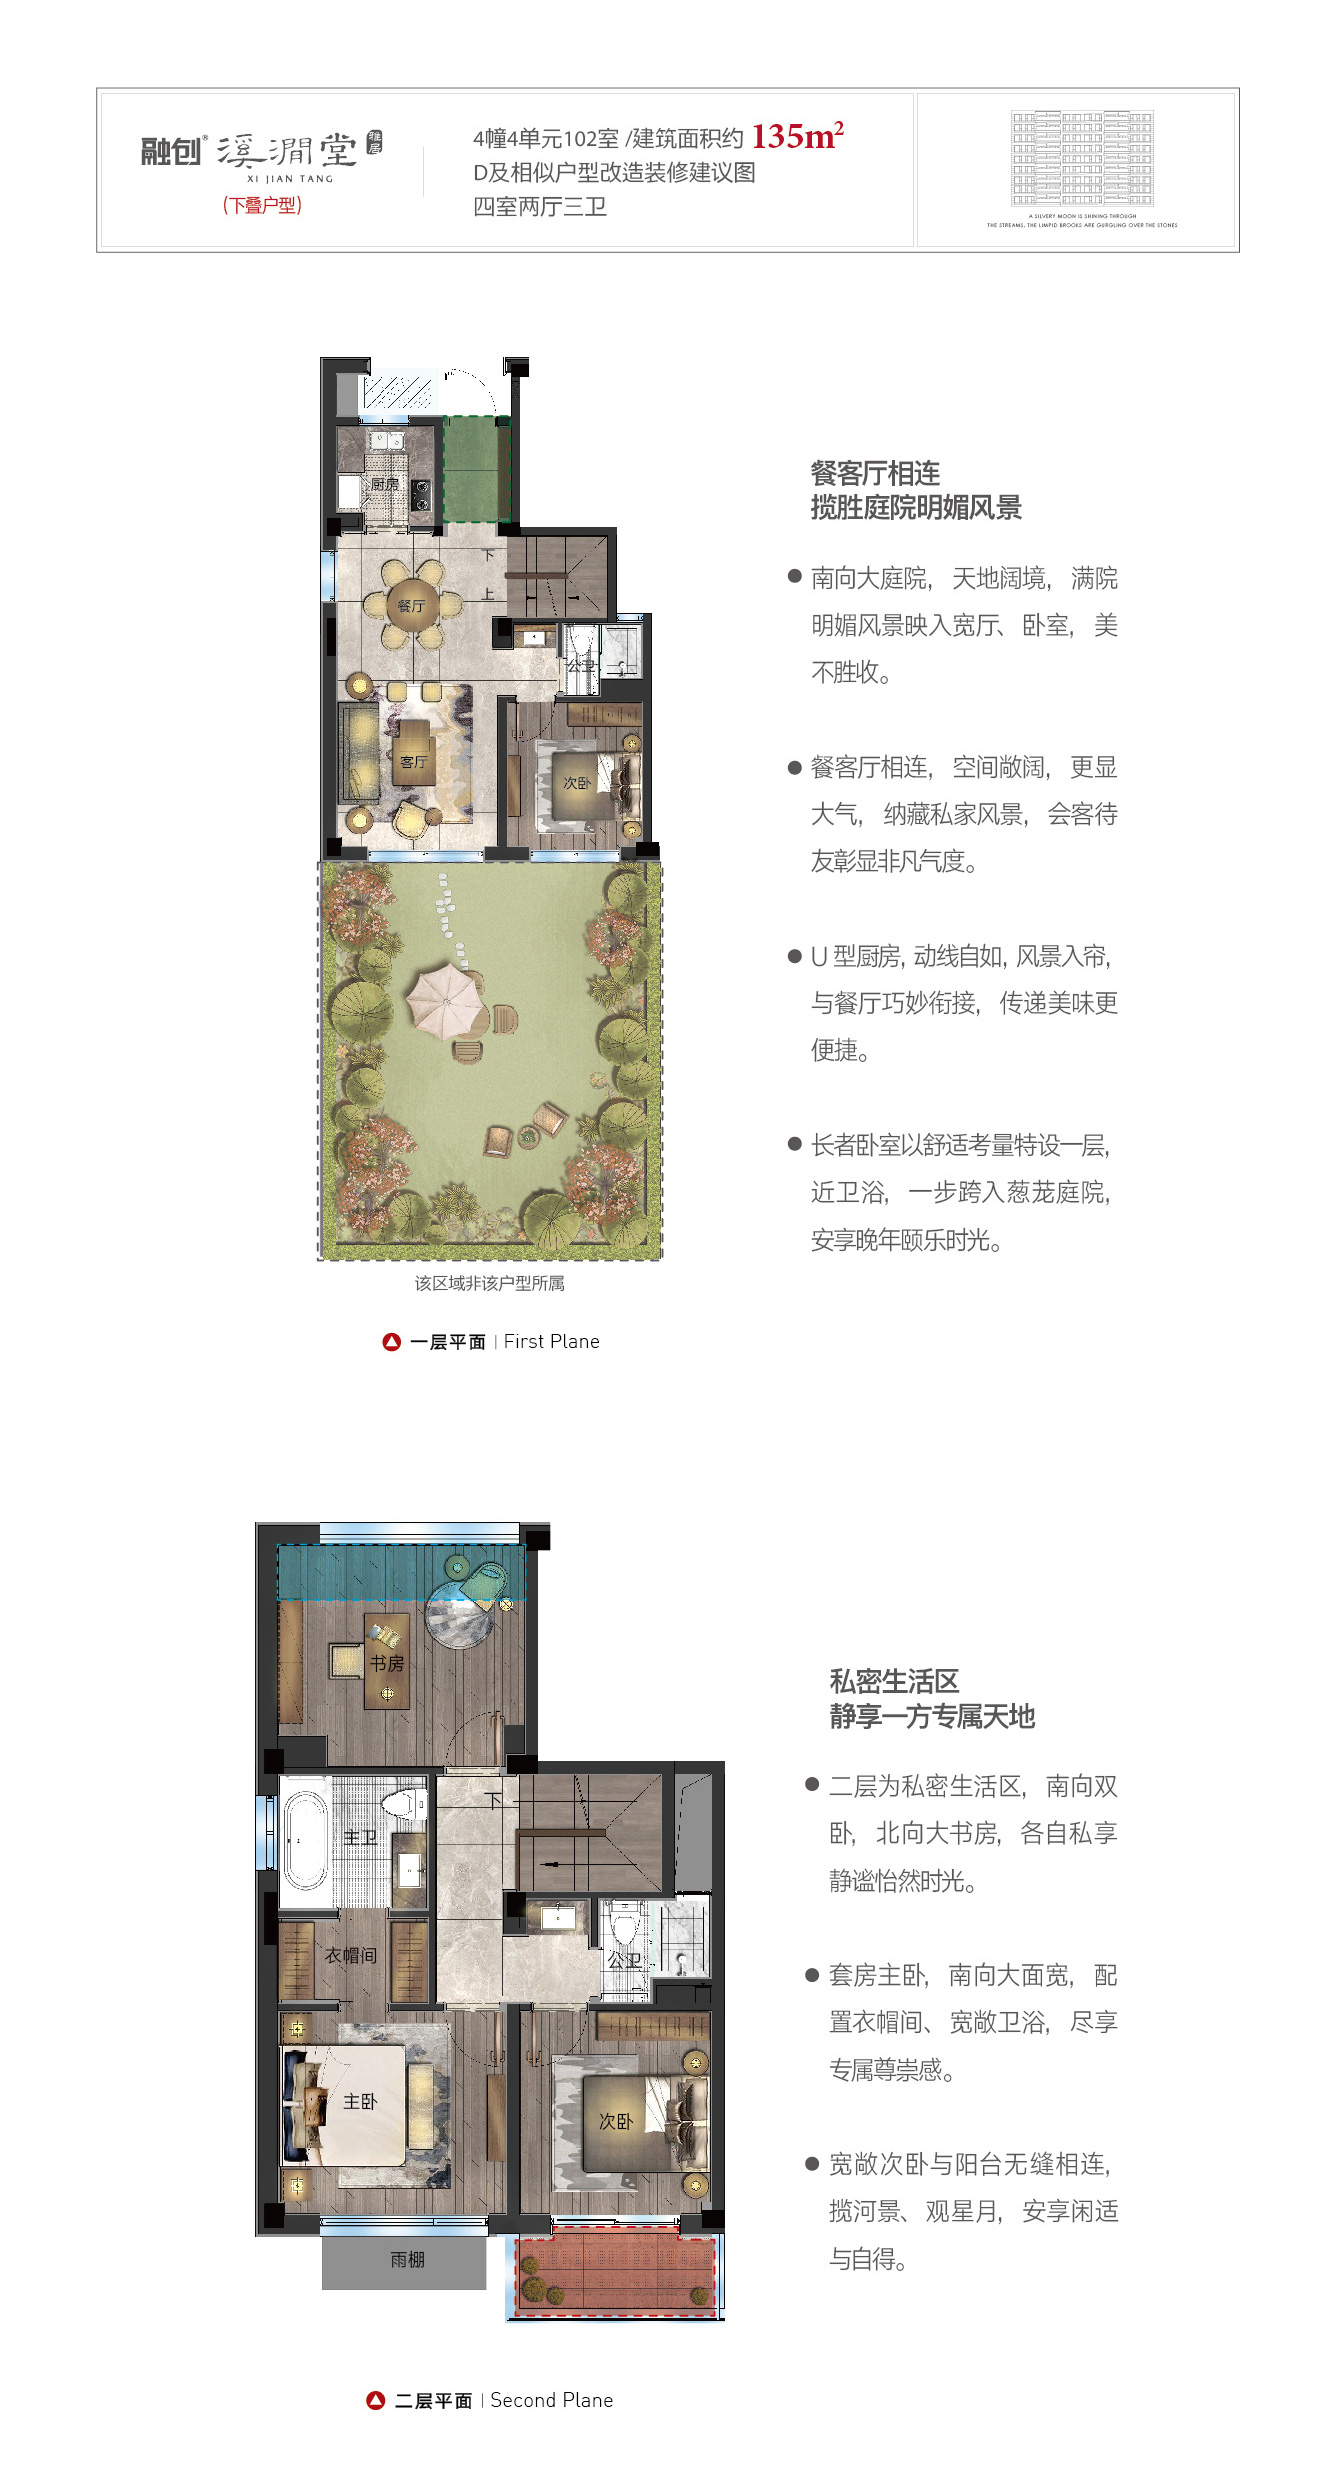 融创® 溪澗堂 雅居
XI JIAN TANG
(下叠户型)
4幢4单元102室 /建筑面积约 135m²
D及相似户型改造装修建议图
四室两厅三卫
A SILVERY MOON IS SHINING THROUGH
THE STREAMS, THE LIMPID BROOKS ARE GURGLING OVER THE STONES
厨房
下
上
餐厅
公卫
客厅
次卧
该区域非该户型所属
一层平面 | First Plane
餐客厅相连
揽胜庭院明媚风景
● 南向大庭院， 天地阔境， 满院
明媚风景映入宽厅、卧室， 美
不胜收。
● 餐客厅相连， 空间敞阔， 更显
大气， 纳藏私家风景， 会客待
友彰显非凡气度。
● U 型厨房, 动线自如, 风景入帘,
与餐厅巧妙衔接， 传递美味更
便捷。
● 长者卧室以舒适考量特设一层,
近卫浴， 一步跨入葱茏庭院,
安享晚年颐乐时光。
书房
下
主卫
衣帽间
公卫
主卧
次卧
雨棚
二层平面 | Second Plane
私密生活区
静享一方专属天地
● 二层为私密生活区， 南向双
卧， 北向大书房， 各自私享
静谧怡然时光。
● 套房主卧， 南向大面宽， 配
置衣帽间、宽敞卫浴， 尽享
专属尊崇感。
● 宽敞次卧与阳台无缝相连,
揽河景、观星月， 安享闲适
与自得。